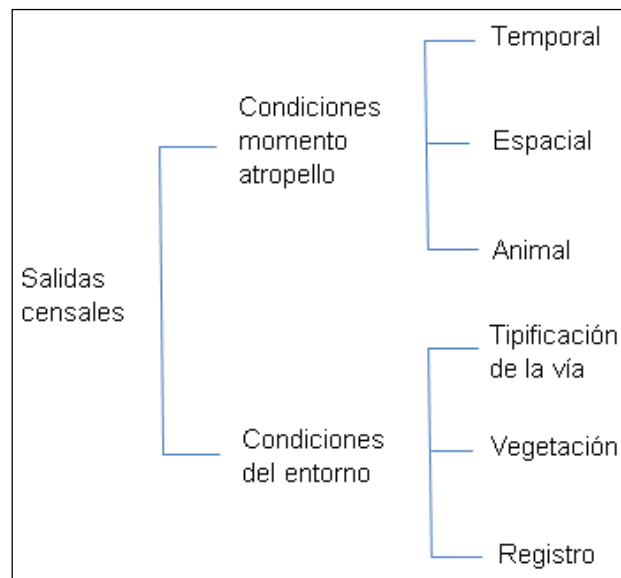 Temporal
Condiciones
momento
atropello
Espacial
Animal
Salidas
censales
Tipificación
de la vía
Condiciones
del entorno
Vegetación
Registro